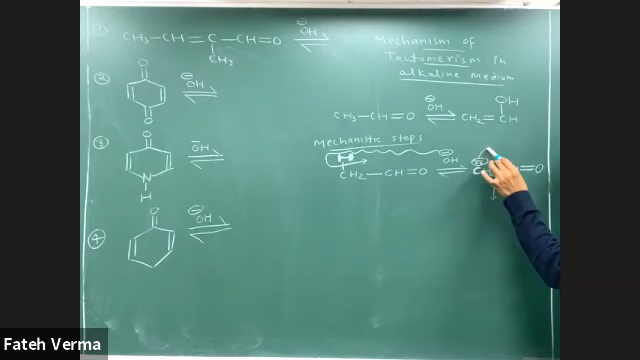 ① CH₃—CH=C—CH=O ⊖OH ⇌
CH₃
② O ⊖OH ⇌
O
③ O ŌH ⇌
N
H
④ O ⊖OH ⇌
Mechanism of
Tautomerism in
alkaline medium
OH
CH₃—CH=O ⊖OH ⇌ CH₂=CH
Mechanistic steps
H ⊖OH
CH₂—CH=O ⇌ =O
Fateh Verma